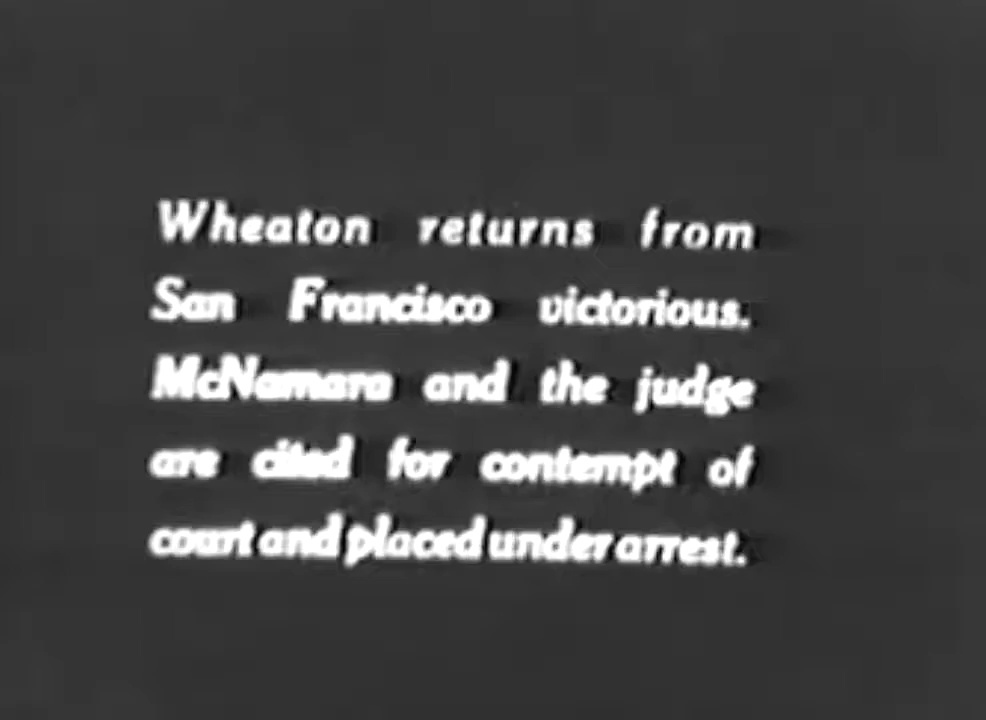 Wheaton returns from
San Francisco victorious.
McNamara and the judge
are cited for contempt of
court and placed under arrest.